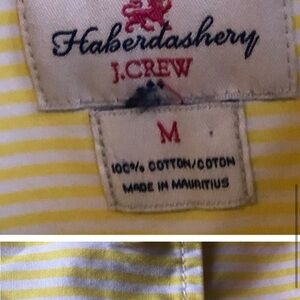 Haberdashery
J.CREW
M
100% COTTON/COTON
MADE IN MAURITIUS